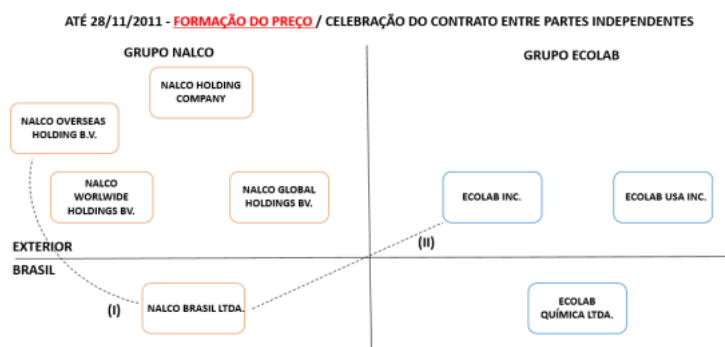 ATÉ 28/11/2011 - FORMAÇÃO DO PREÇO / CELEBRAÇÃO DO CONTRATO ENTRE PARTES INDEPENDENTES
GRUPO NALCO
GRUPO ECOLAB
NALCO HOLDING
COMPANY
NALCO OVERSEAS
HOLDING B.V.
NALCO
WORLWIDE
HOLDINGS BV.
NALCO GLOBAL
HOLDINGS BV.
ECOLAB INC.
ECOLAB USA INC.
EXTERIOR
(II)
BRASIL
(I)
NALCO BRASIL LTDA.
ECOLAB
QUÍMICA LTDA.